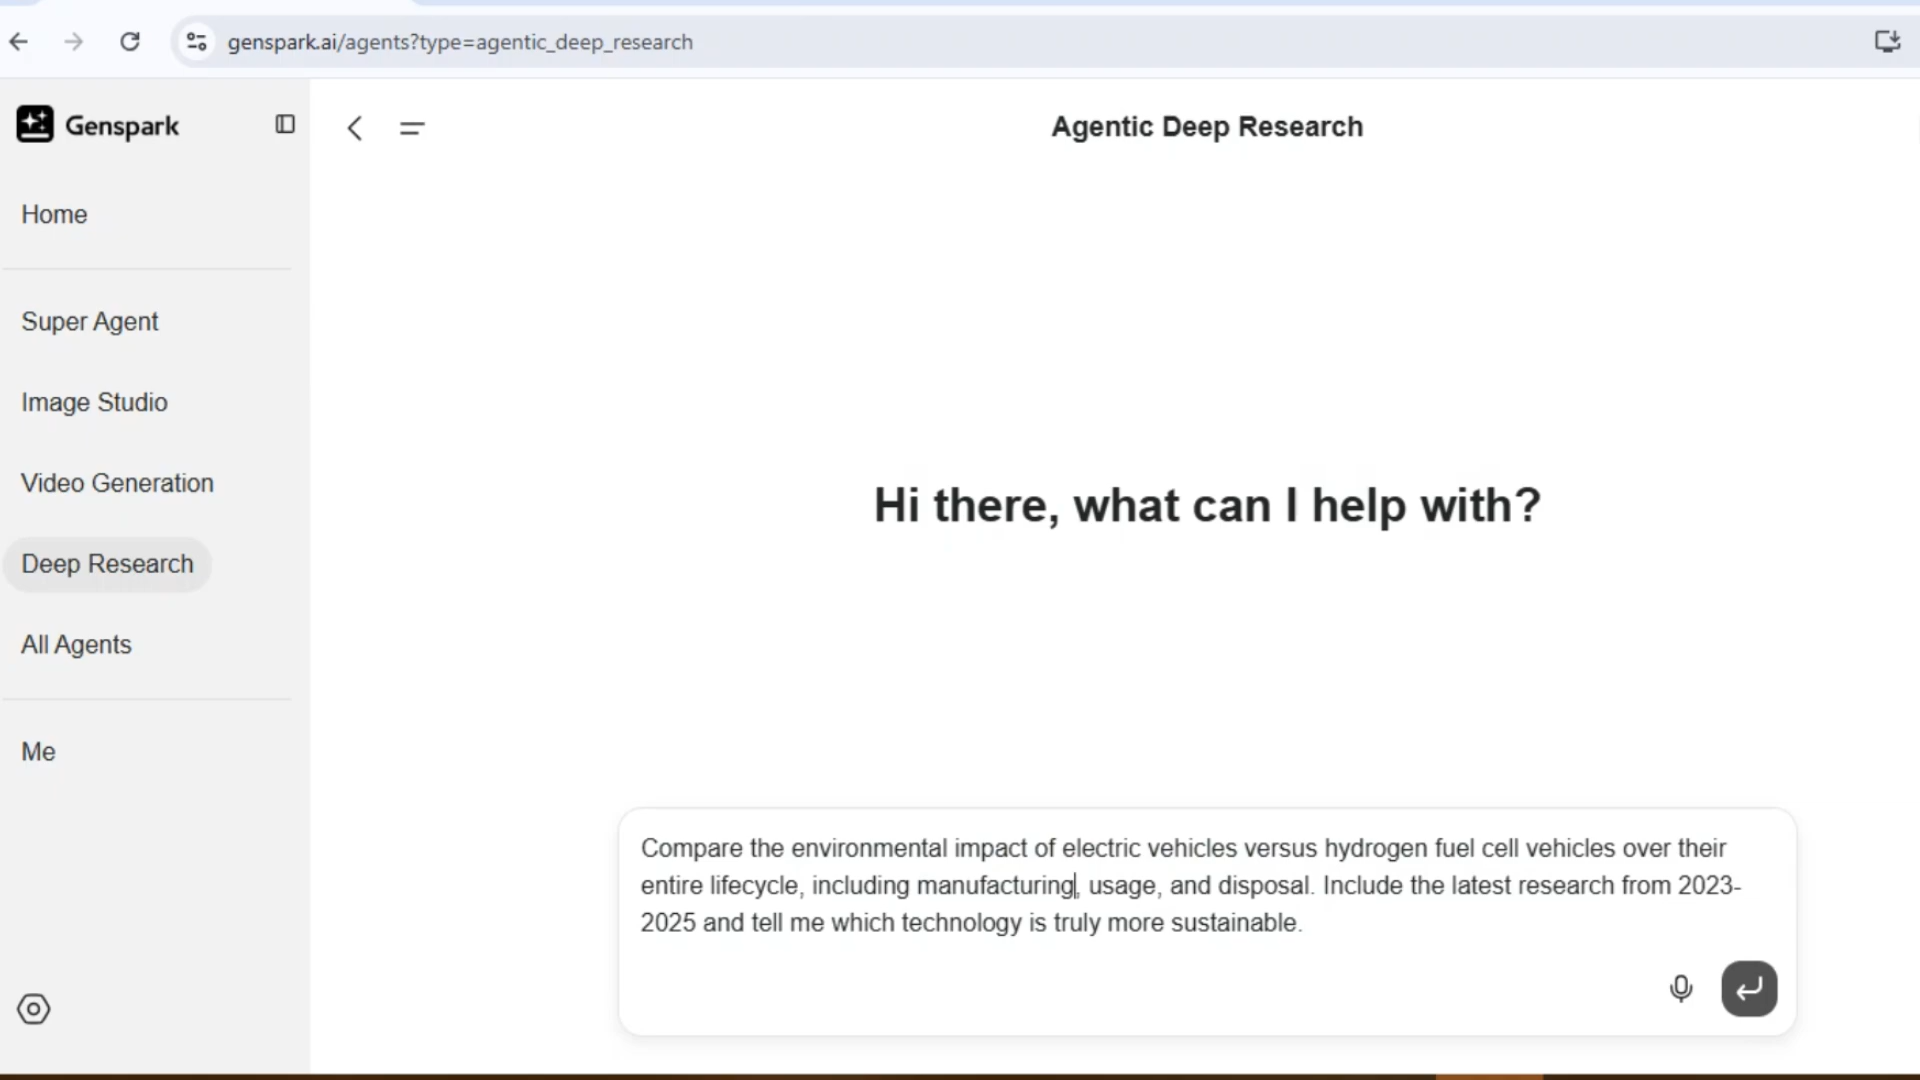 genspark.ai/agents?type=agentic_deep_research
Genspark
Agentic Deep Research
Home
Super Agent
Image Studio
Video Generation
Deep Research
All Agents
Me
Hi there, what can I help with?
Compare the environmental impact of electric vehicles versus hydrogen fuel cell vehicles over their
entire lifecycle, including manufacturing, usage, and disposal. Include the latest research from 2023-
2025 and tell me which technology is truly more sustainable.